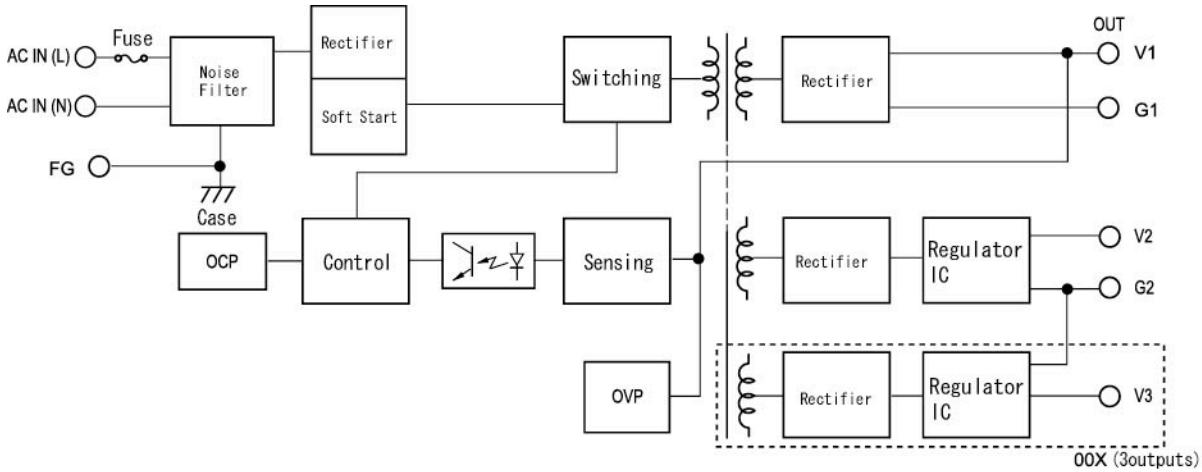 OUT
AC IN (L)
Fuse
Noise
Filter
Rectifier
Soft Start
Switching
Rectifier
V1
AC IN (N)
G1
FG
Case
OCP
Control
Sensing
Rectifier
Regulator
IC
V2
G2
OVP
Rectifier
Regulator
IC
V3
OOX (3outputs)